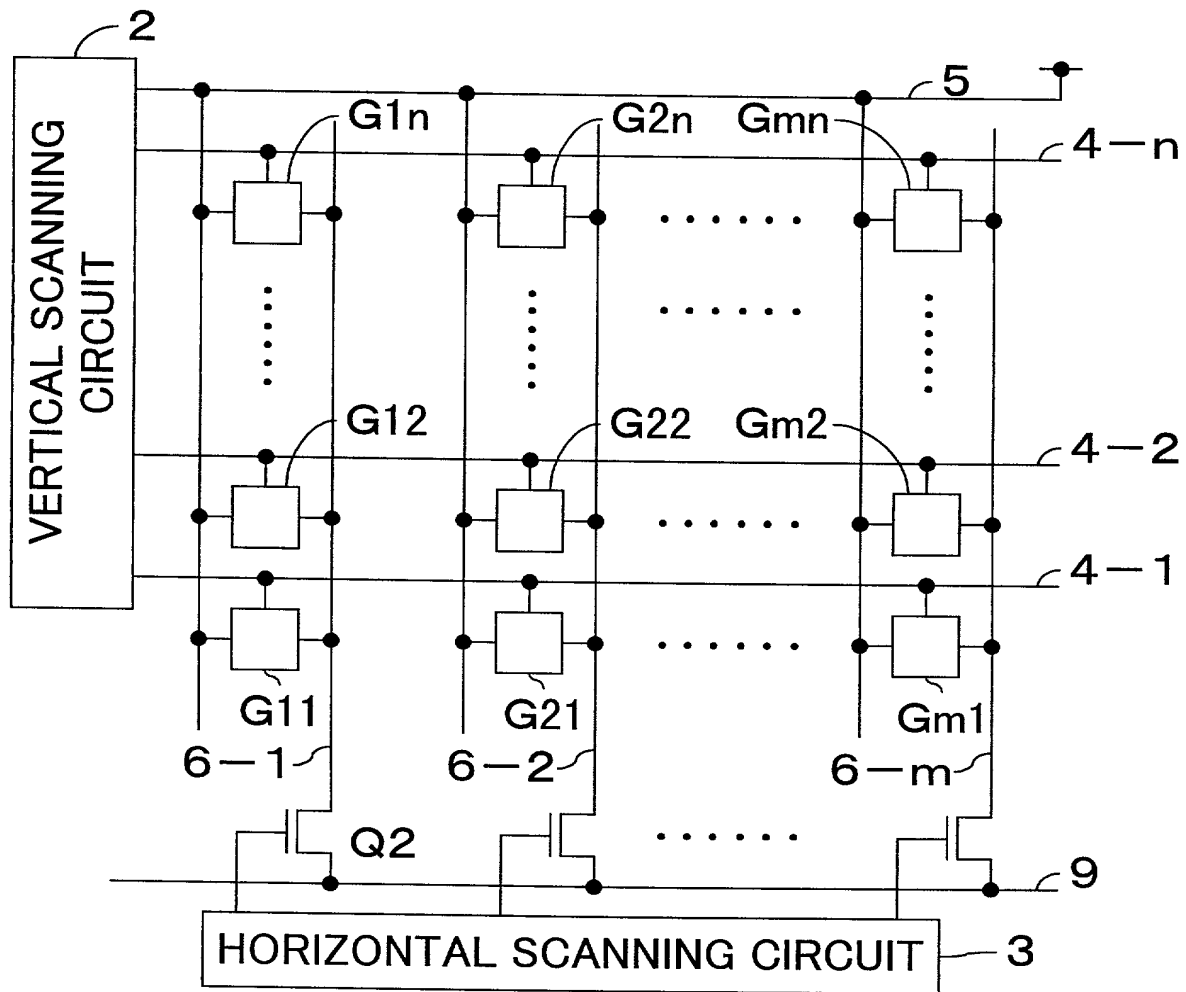 2
VERTICAL SCANNING
CIRCUIT
5
G1n G2n Gmn
4-n
G12 G22 Gm2
4-2
4-1
G11 G21 Gm1
6-1 6-2 6-m
Q2
9
HORIZONTAL SCANNING CIRCUIT
3